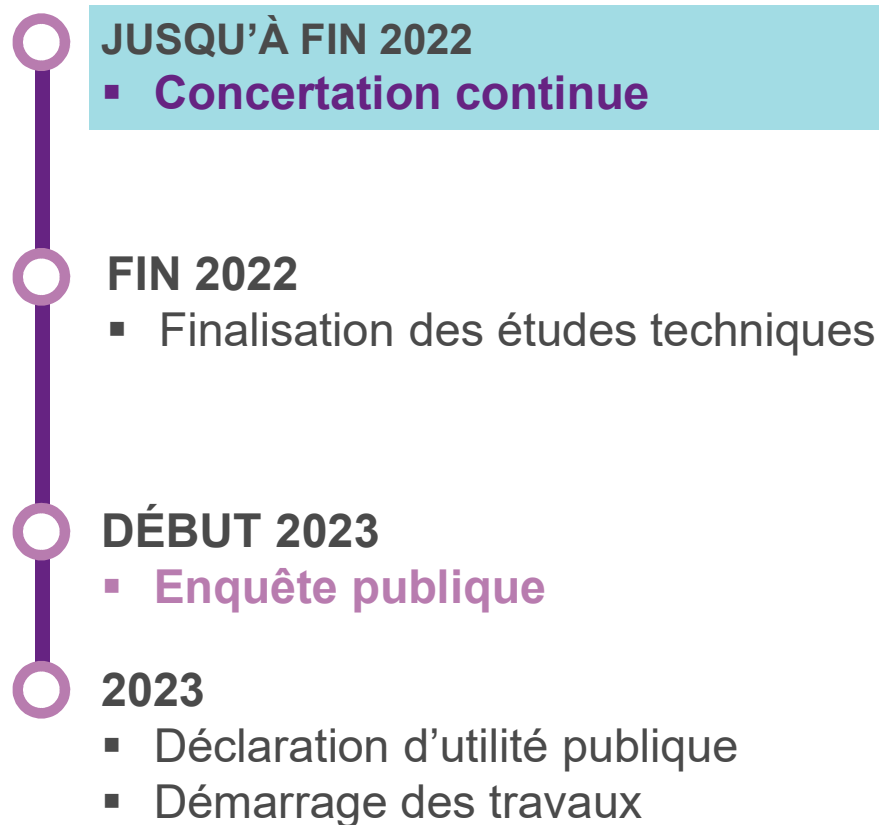 JUSQU’À FIN 2022
▪ Concertation continue
FIN 2022
▪ Finalisation des études techniques
DÉBUT 2023
▪ Enquête publique
2023
▪ Déclaration d’utilité publique
▪ Démarrage des travaux